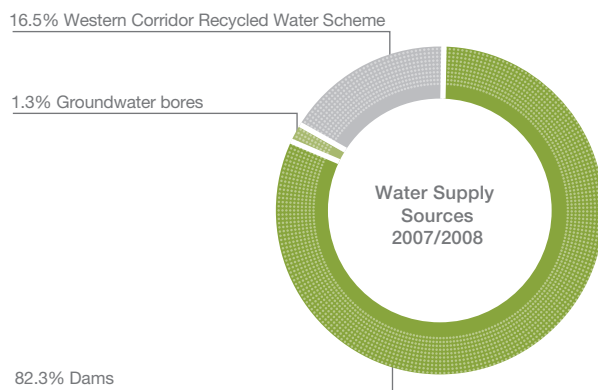 16.5% Western Corridor Recycled Water Scheme
1.3% Groundwater bores
Water Supply
Sources
2007/2008
82.3% Dams